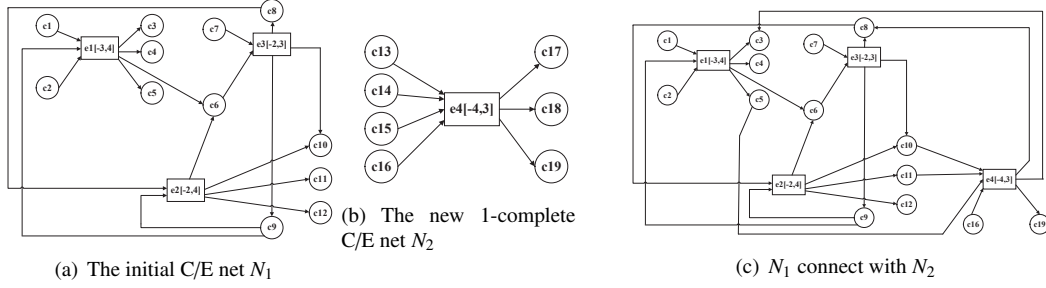 c1
c3
c8
c7
e1[-3,4]
c4
e3[-2,3]
c2
c5
c6
c10
e2[-2,4]
c11
c12
c9
(a) The initial C/E net N1
c13
c17
c14
e4[-4,3]
c18
c15
c16
c19
(b) The new 1-complete
C/E net N2
c8
c1
c3
c7
e1[-3,4]
c4
e3[-2,3]
c2
c5
c6
c10
e2[-2,4]
c11
e4[-4,3]
c12
c9
c16
c19
(c) N1 connect with N2